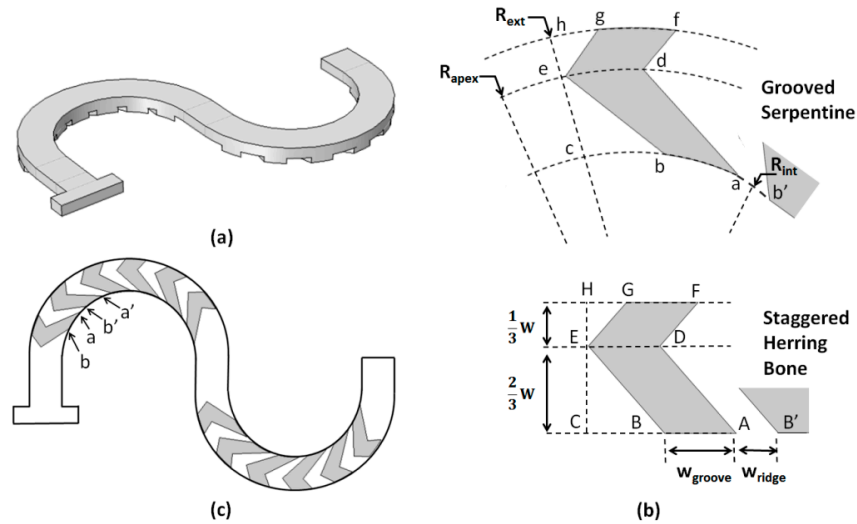 (a)
b
a
b'
a'
(c)
R_ext
h
g
f
R_apex
e
d
Grooved
Serpentine
c
b
a
R_int
b'
H
G
F
1/3 W
E
D
Staggered
Herring
Bone
2/3 W
C
B
A
B'
w_groove
w_ridge
(b)